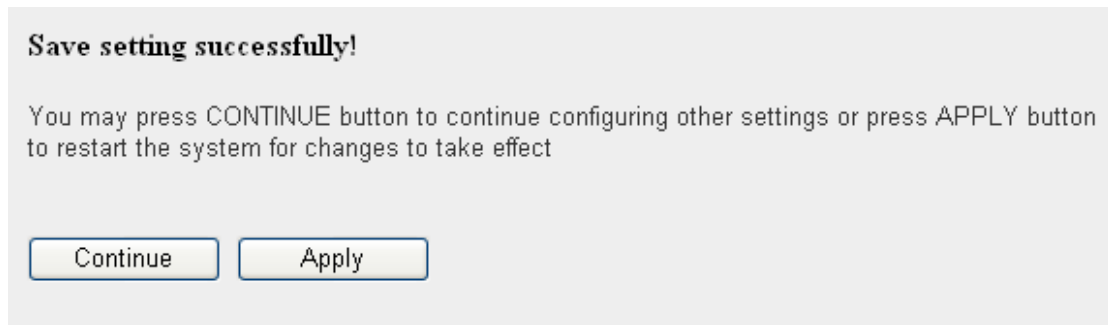 Save setting successfully!
You may press CONTINUE button to continue configuring other settings or press APPLY button
to restart the system for changes to take effect
Continue Apply